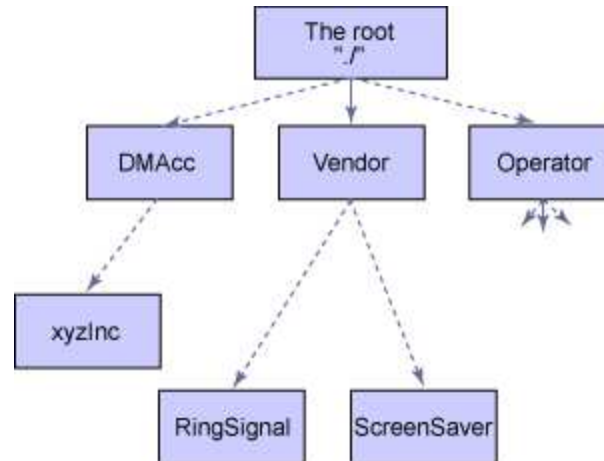 The root
"./"
DMAcc
Vendor
Operator
xyzInc
RingSignal
ScreenSaver